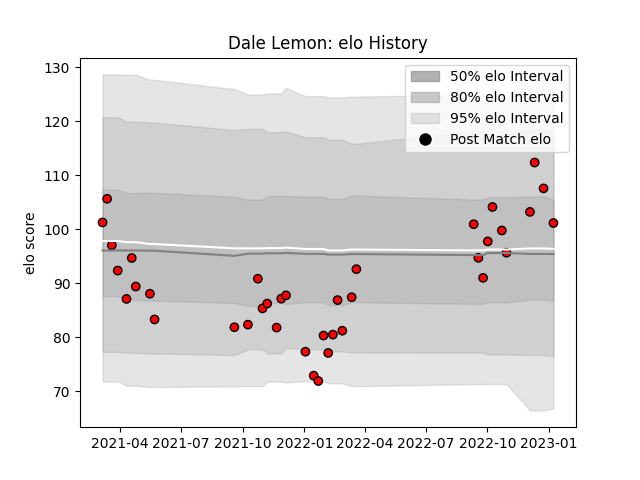 Dale Lemon: elo History
50% elo Interval
80% elo Interval
95% elo Interval
Post Match elo
elo score
130
120
110
100
90
80
70
2021-04 2021-07 2021-10 2022-01 2022-04 2022-07 2022-10 2023-01